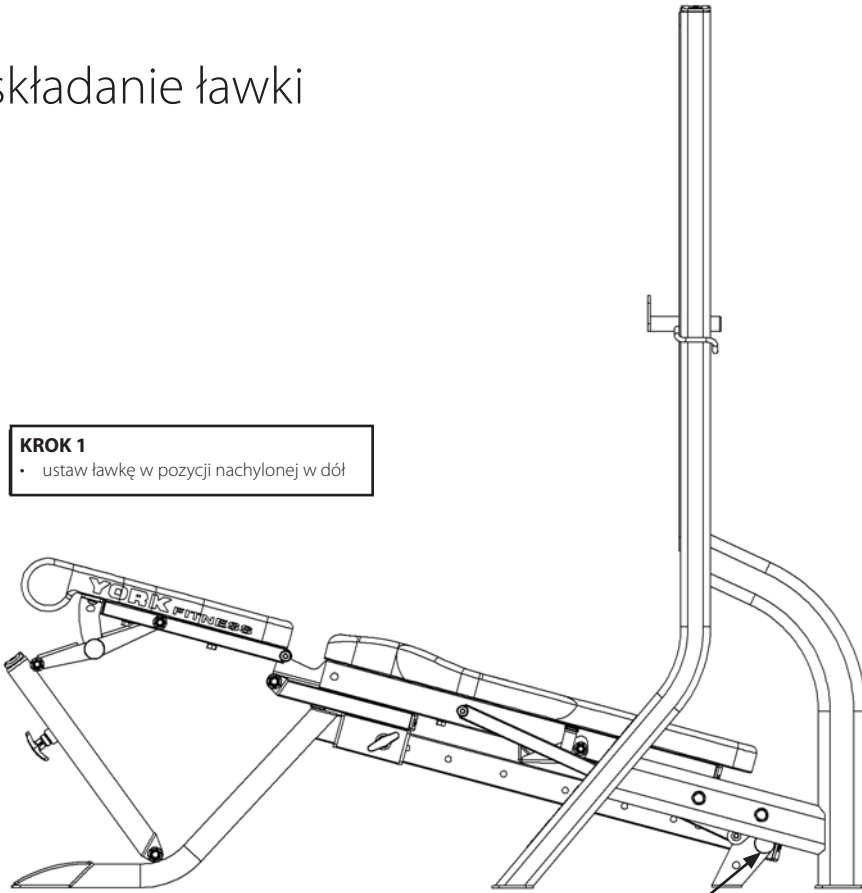 składanie ławki
KROK 1
• ustaw ławkę w pozycji nachylonej w dół
YORK FITNESS